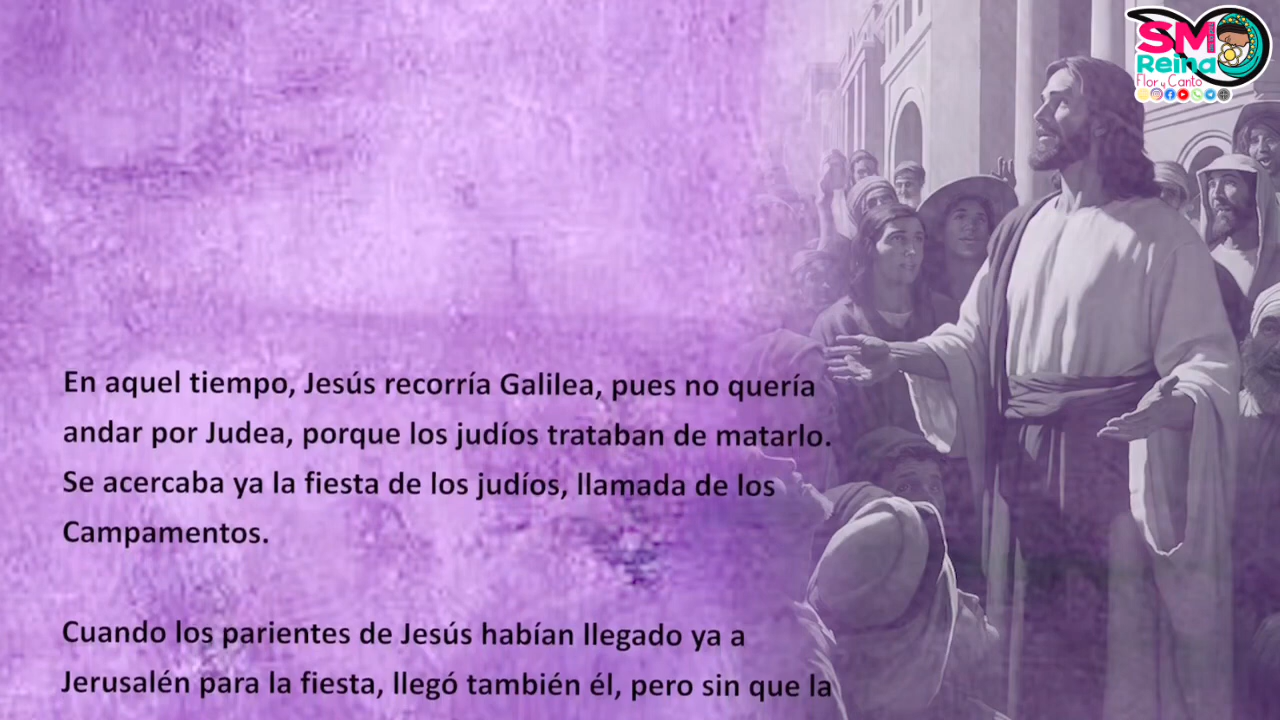 SM
Reina
Flor y Canto
En aquel tiempo, Jesús recorría Galilea, pues no quería
andar por Judea, porque los judíos trataban de matarlo.
Se acercaba ya la fiesta de los judíos, llamada de los
Campamentos.
Cuando los parientes de Jesús habían llegado ya a
Jerusalén para la fiesta, llegó también él, pero sin que la